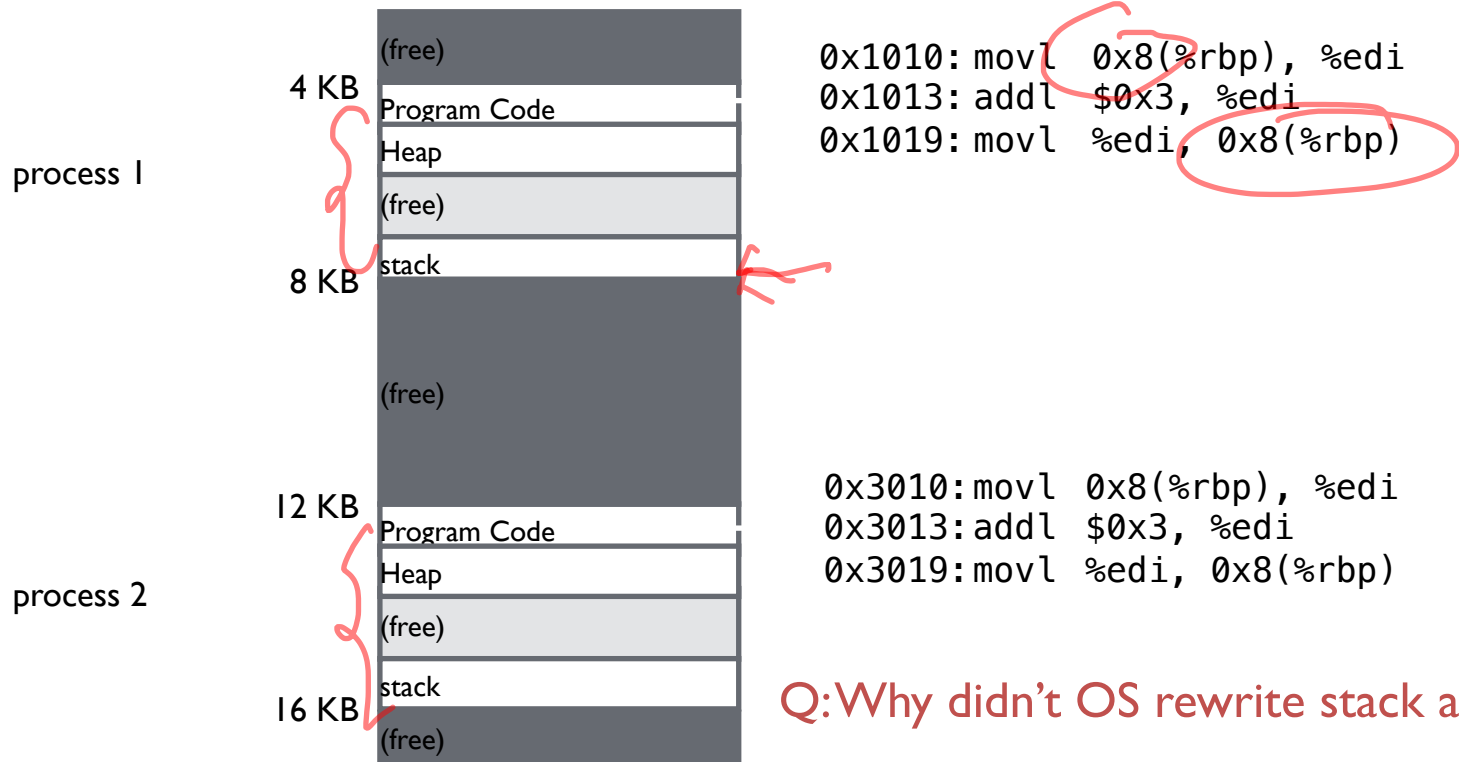 (free)
4 KB
Program Code
Heap
process 1
(free)
stack
8 KB
(free)
12 KB
Program Code
Heap
process 2
(free)
stack
16 KB
(free)
0x1010: movl 0x8(%rbp), %edi
0x1013: addl $0x3, %edi
0x1019: movl %edi, 0x8(%rbp)
0x3010: movl 0x8(%rbp), %edi
0x3013: addl $0x3, %edi
0x3019: movl %edi, 0x8(%rbp)
Q: Why didn't OS rewrite stack a